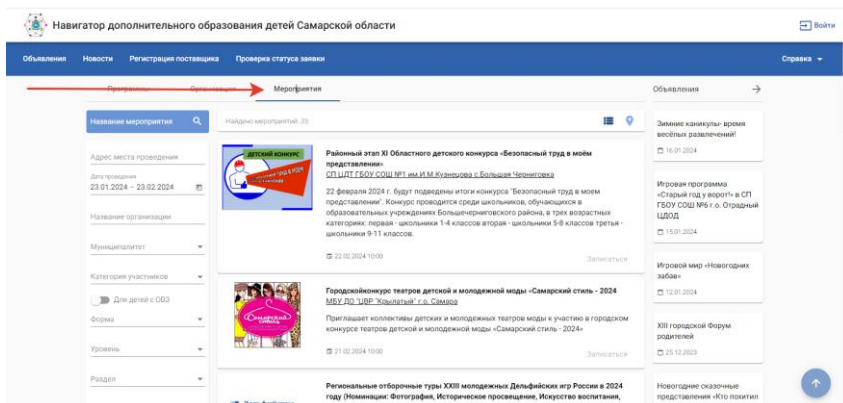 Навигатор дополнительного образования детей Самарской области
Войти
Объявления Новости Регистрация поставщика Проверка статуса заявки
Справка
Мероприятия
Объявления
Название мероприятия
Найдено мероприятий: 33
Адрес места проведения
Дата проведения
23.01.2024 – 23.02.2024
Название организации
Муниципалитет
Категория участников
Для детей с ОВЗ
Форма
Уровень
Раздел
ДЕТСКИЙ КОНКУРС
Районный этап XI Областного детского конкурса «Безопасный труд в моём
представлении»
СП ЦДТ ГБОУ СОШ №1 им.И.М.Кузнецова с.Большая Черниговка
22 февраля 2024 г. будут подведены итоги конкурса "Безопасный труд в моем
представлении". Конкурс проводится среди школьников, обучающихся в
образовательных учреждениях Большечерниговского района, в трех возрастных
категориях: первая - школьники 1-4 классов вторая - школьники 5-8 классов третья -
школьники 9-11 классов.
22.02.2024 10:00
Записаться
Самарский
стиль
Городскойконкурс театров детской и молодежной моды «Самарский стиль - 2024
МБУ ДО "ЦВР "Крылатый" г.о. Самара
Приглашает коллективы детских и молодежных театров моды к участию в городском
конкурсе театров детской и молодежной моды «Самарский стиль - 2024»
21.02.2024 10:00
Записаться
Региональные отборочные туры XXIII молодежных Дельфийских игр России в 2024
году (Номинации: Фотография, Историческое просвещение, Искусство воспитания,
Зимние каникулы- время
весёлых развлечений!
16.01.2024
Игровая программа
«Старый год у ворот!» в СП
ГБОУ СОШ №6 г.о. Отрадный
ЦДОД
15.01.2024
Игровой мир «Новогодних
забав»
12.01.2024
XIII городской Форум
родителей
25.12.2023
Новогодние сказочные
представления «Кто похитил